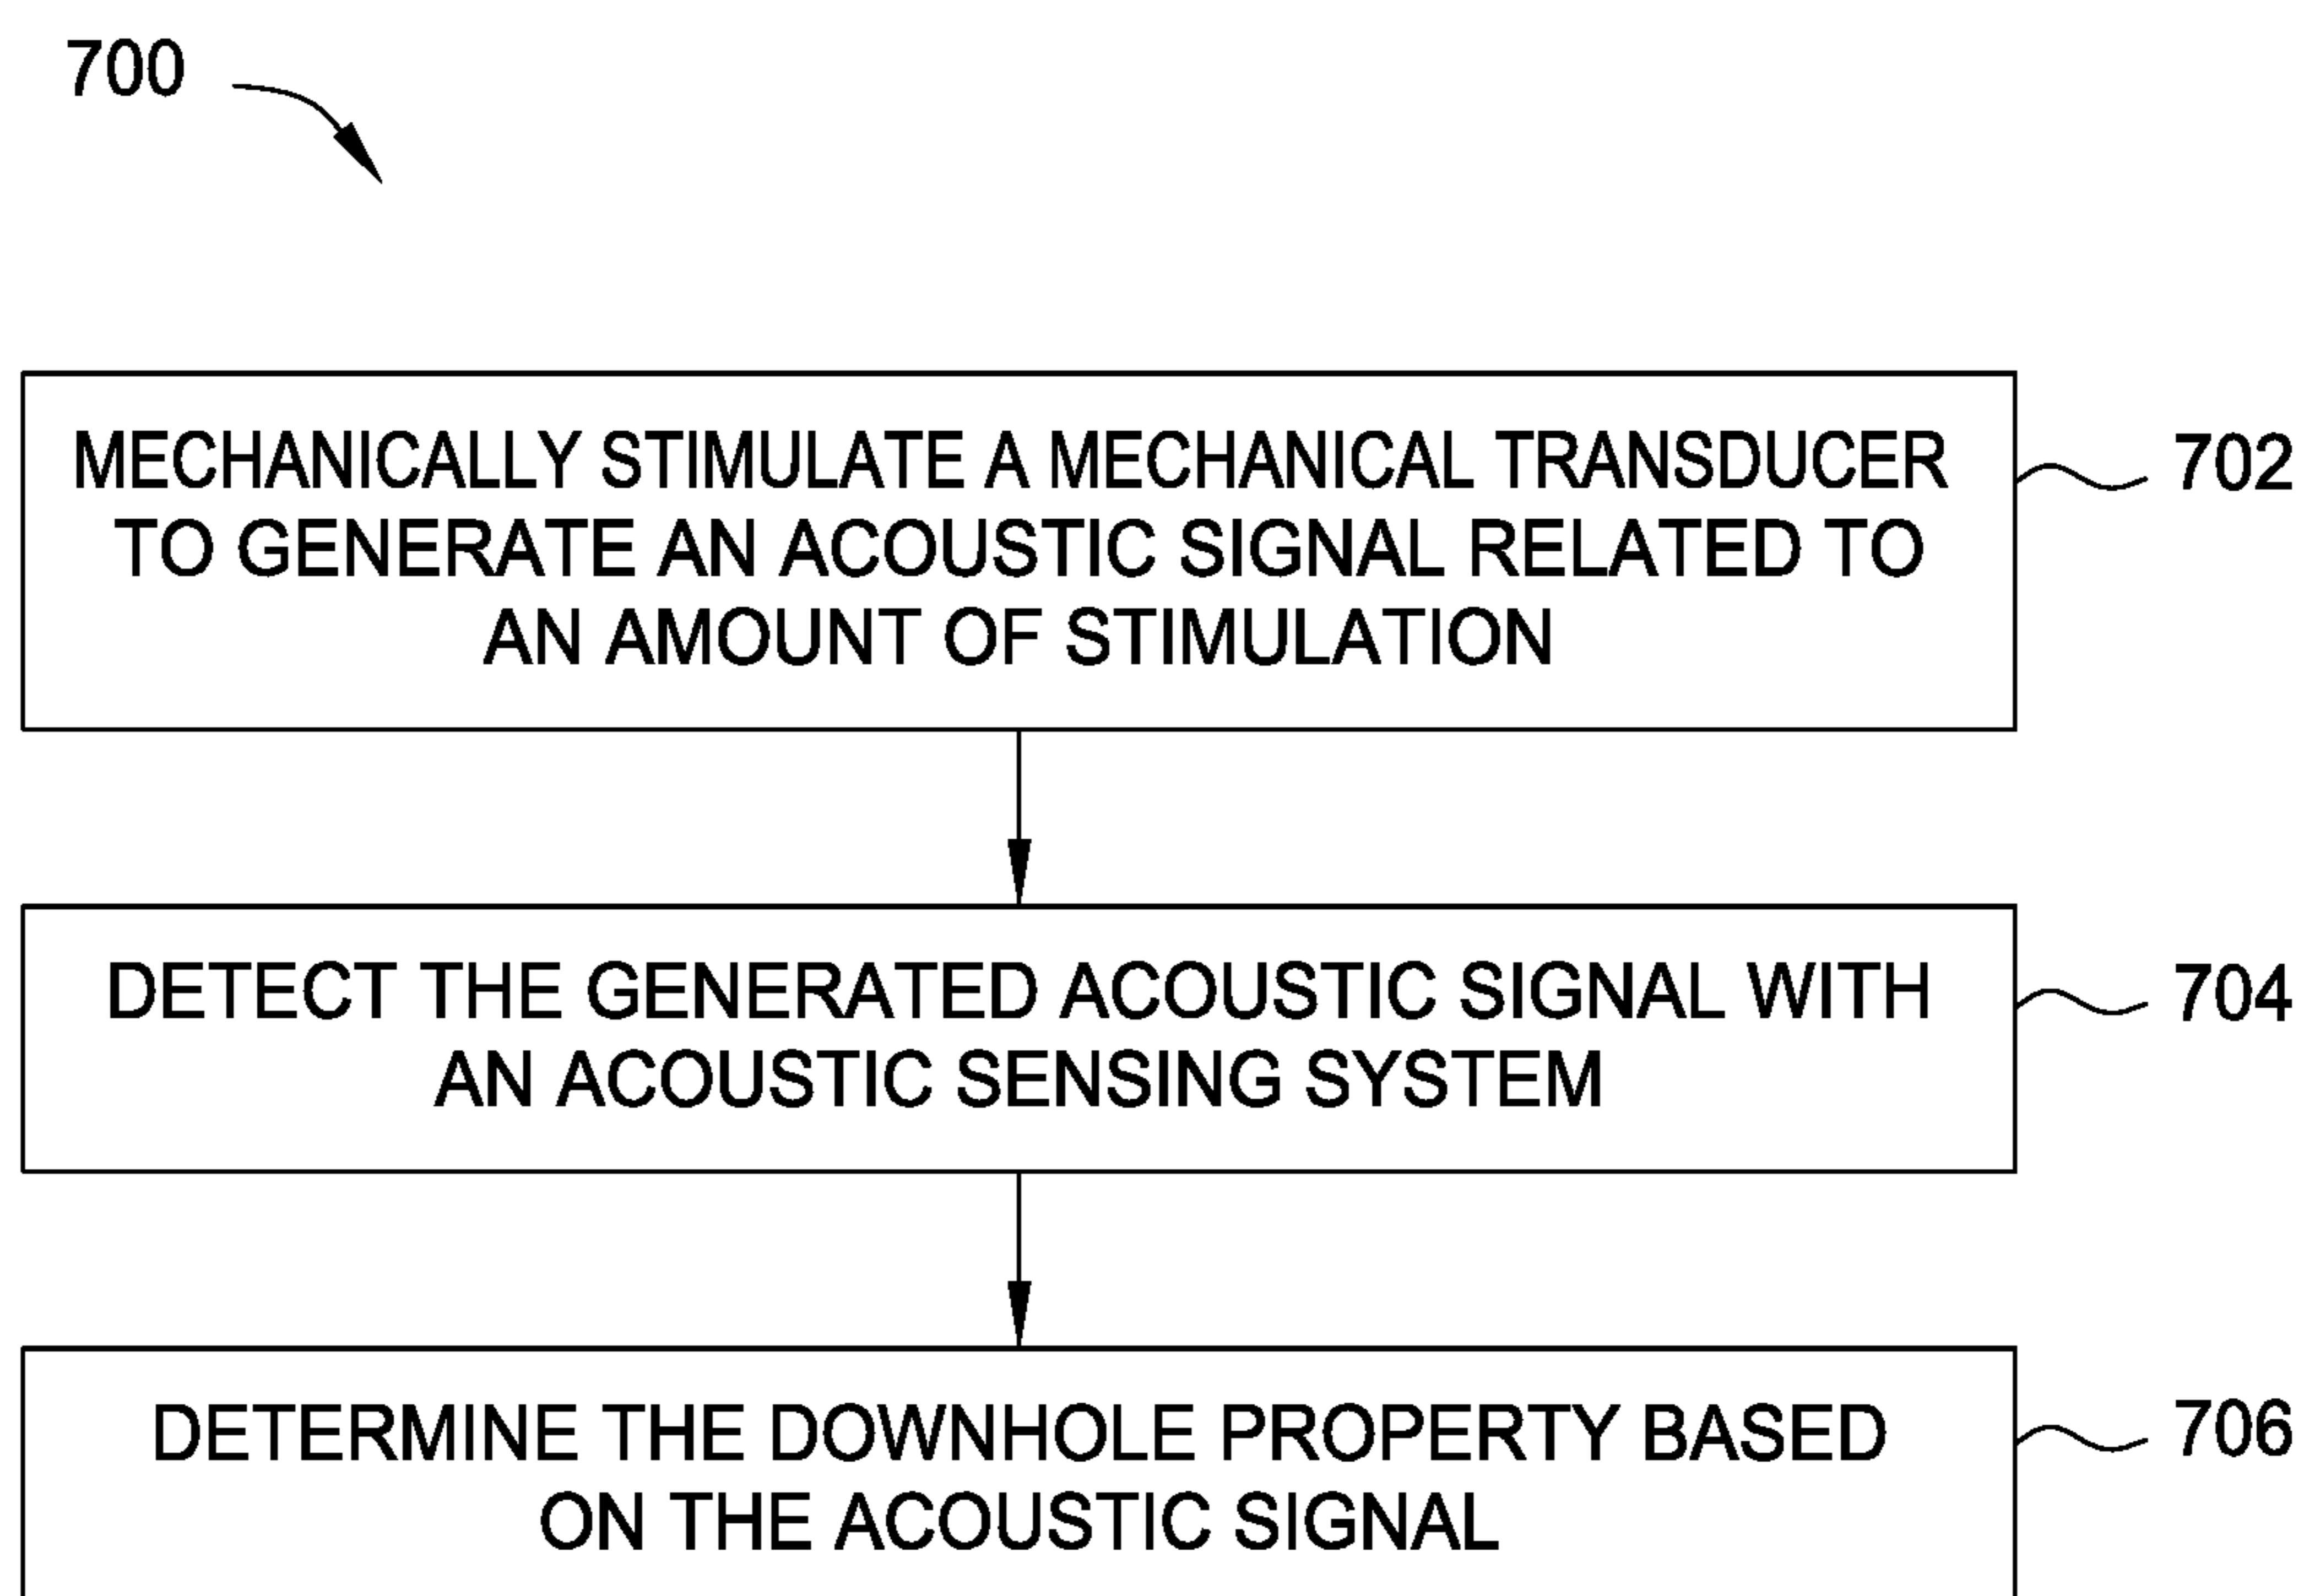 700
MECHANICALLY STIMULATE A MECHANICAL TRANSDUCER
TO GENERATE AN ACOUSTIC SIGNAL RELATED TO
AN AMOUNT OF STIMULATION
702
DETECT THE GENERATED ACOUSTIC SIGNAL WITH
AN ACOUSTIC SENSING SYSTEM
704
DETERMINE THE DOWNHOLE PROPERTY BASED
ON THE ACOUSTIC SIGNAL
706